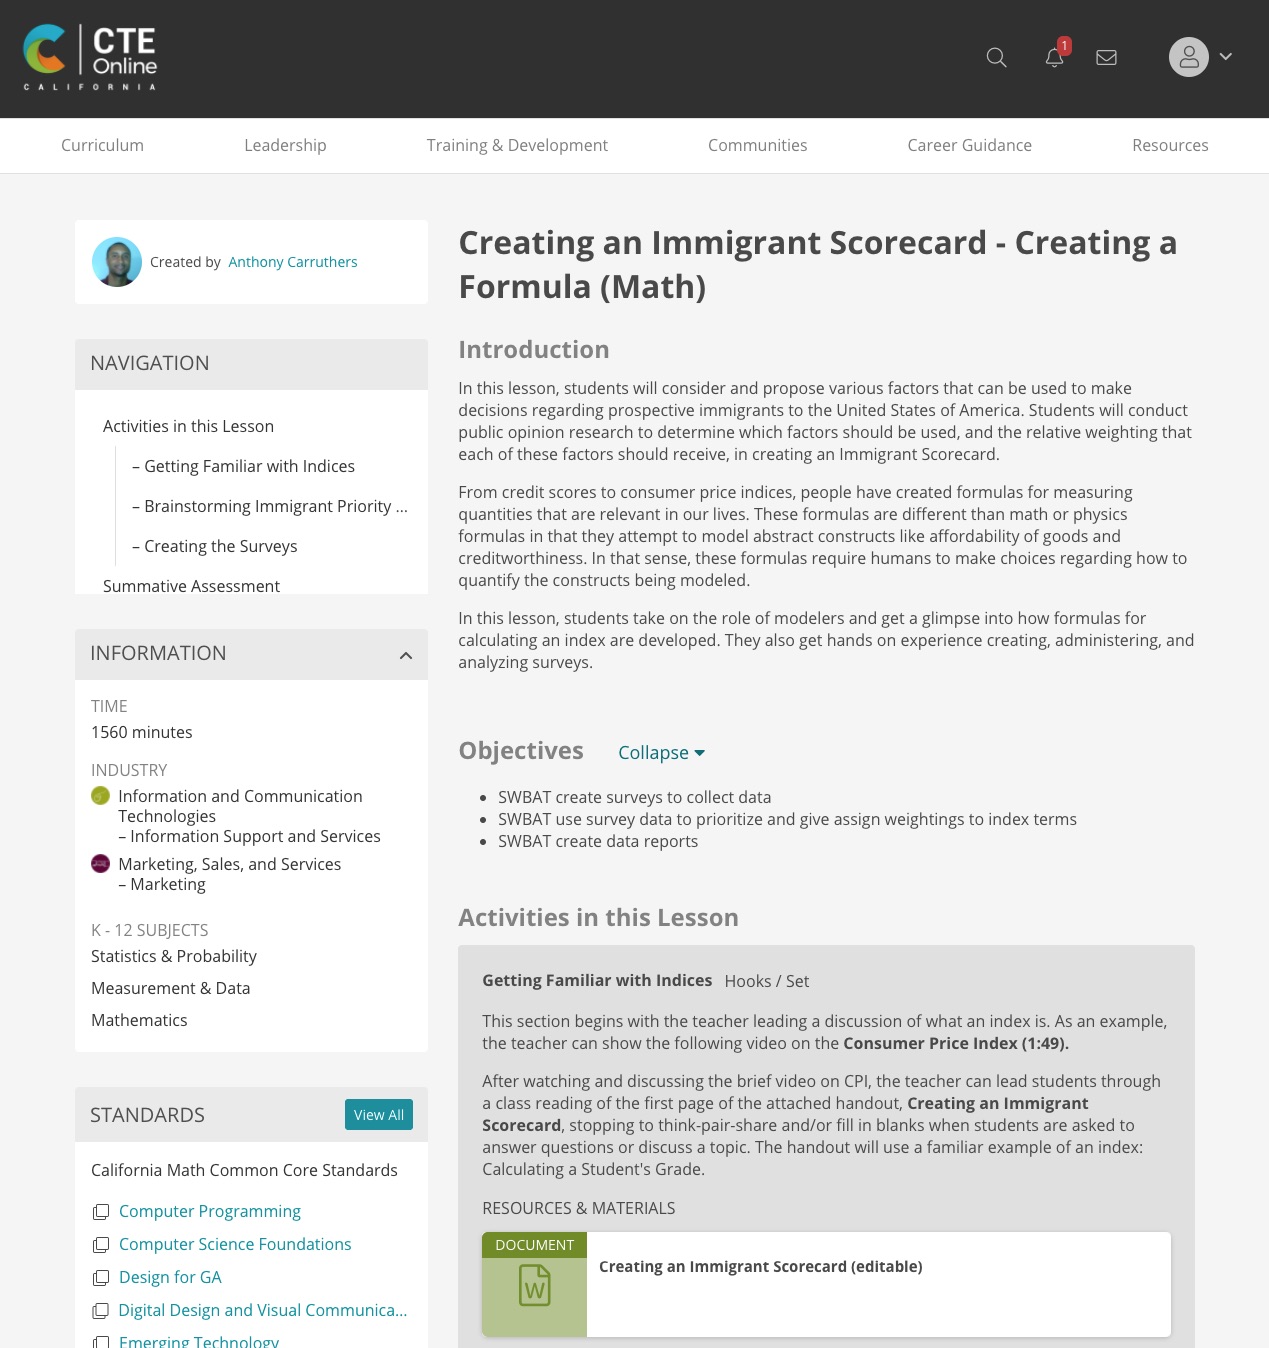 CTE
Online
CALIFORNIA
1
Curriculum
Leadership
Training & Development
Communities
Career Guidance
Resources
Created by Anthony Carruthers
NAVIGATION
Activities in this Lesson
– Getting Familiar with Indices
– Brainstorming Immigrant Priority ...
– Creating the Surveys
Summative Assessment
INFORMATION
TIME
1560 minutes
INDUSTRY
Information and Communication
Technologies
– Information Support and Services
Marketing, Sales, and Services
– Marketing
K - 12 SUBJECTS
Statistics & Probability
Measurement & Data
Mathematics
STANDARDS
View All
California Math Common Core Standards
Computer Programming
Computer Science Foundations
Design for GA
Digital Design and Visual Communica...
Emerging Technology
Creating an Immigrant Scorecard - Creating a
Formula (Math)
Introduction
In this lesson, students will consider and propose various factors that can be used to make
decisions regarding prospective immigrants to the United States of America. Students will conduct
public opinion research to determine which factors should be used, and the relative weighting that
each of these factors should receive, in creating an Immigrant Scorecard.
From credit scores to consumer price indices, people have created formulas for measuring
quantities that are relevant in our lives. These formulas are different than math or physics
formulas in that they attempt to model abstract constructs like affordability of goods and
creditworthiness. In that sense, these formulas require humans to make choices regarding how to
quantify the constructs being modeled.
In this lesson, students take on the role of modelers and get a glimpse into how formulas for
calculating an index are developed. They also get hands on experience creating, administering, and
analyzing surveys.
Objectives
Collapse
• SWBAT create surveys to collect data
• SWBAT use survey data to prioritize and give assign weightings to index terms
• SWBAT create data reports
Activities in this Lesson
Getting Familiar with Indices Hooks / Set
This section begins with the teacher leading a discussion of what an index is. As an example,
the teacher can show the following video on the Consumer Price Index (1:49).
After watching and discussing the brief video on CPI, the teacher can lead students through
a class reading of the first page of the attached handout, Creating an Immigrant
Scorecard, stopping to think-pair-share and/or fill in blanks when students are asked to
answer questions or discuss a topic. The handout will use a familiar example of an index:
Calculating a Student's Grade.
RESOURCES & MATERIALS
DOCUMENT
W
Creating an Immigrant Scorecard (editable)